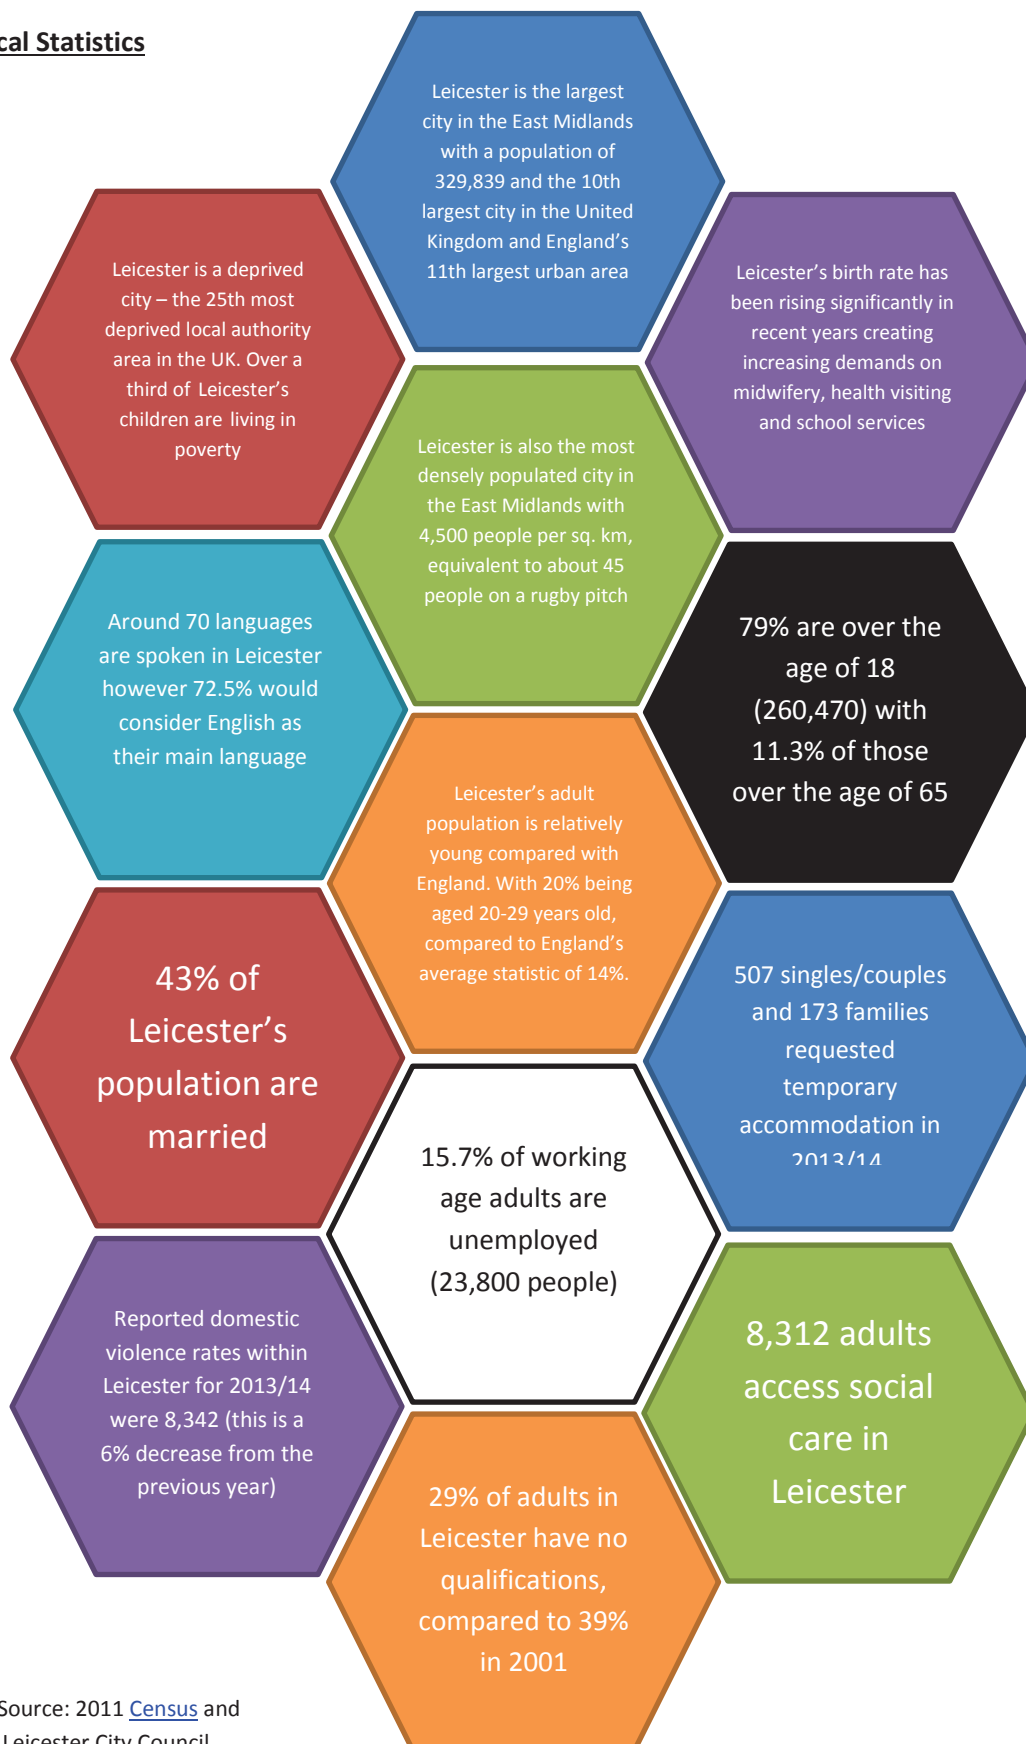 cal Statistics
Leicester is the largest
city in the East Midlands
with a population of
329,839 and the 10th
largest city in the United
Kingdom and England's
11th largest urban area
Leicester is a deprived
city – the 25th most
deprived local authority
area in the UK. Over a
third of Leicester's
children are living in
poverty
Leicester's birth rate has
been rising significantly in
recent years creating
increasing demands on
midwifery, health visiting
and school services
Leicester is also the most
densely populated city in
the East Midlands with
4,500 people per sq. km,
equivalent to about 45
people on a rugby pitch
Around 70 languages
are spoken in Leicester
however 72.5% would
consider English as
their main language
79% are over the
age of 18
(260,470) with
11.3% of those
over the age of 65
Leicester's adult
population is relatively
young compared with
England. With 20% being
aged 20-29 years old,
compared to England's
average statistic of 14%.
43% of
Leicester's
population are
married
507 singles/couples
and 173 families
requested
temporary
accommodation in
2013/14
15.7% of working
age adults are
unemployed
(23,800 people)
Reported domestic
violence rates within
Leicester for 2013/14
were 8,342 (this is a
6% decrease from the
previous year)
8,312 adults
access social
care in
Leicester
29% of adults in
Leicester have no
qualifications,
compared to 39%
in 2001
Source: 2011 Census and
Leicester City Council